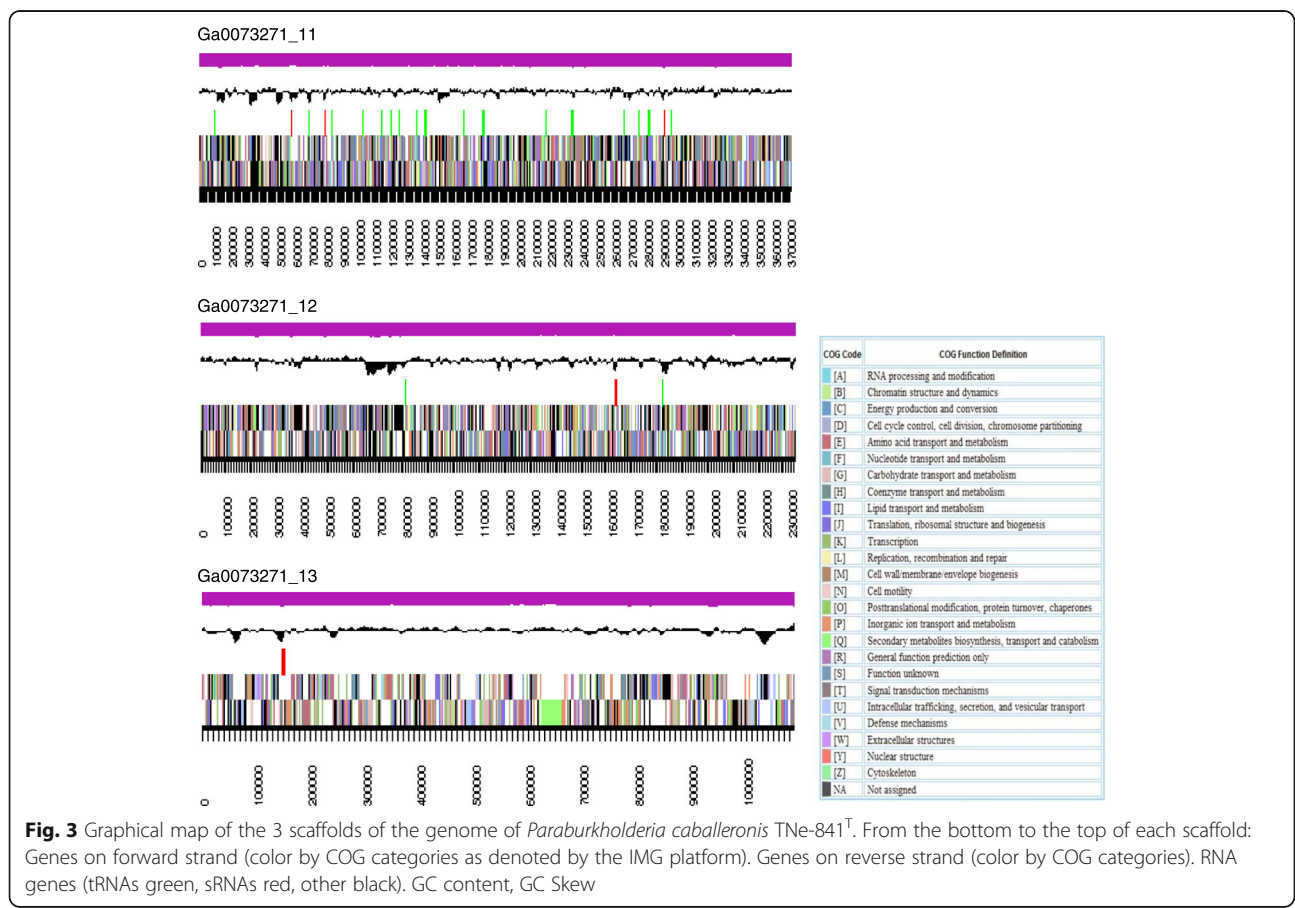 Ga0073271_11
0 100000 200000 300000 400000 500000 600000 700000 800000 900000 1000000 1100000 1200000 1300000 1400000 1500000 1600000 1700000 1800000 1900000 2000000 2100000 2200000 2300000 2400000 2500000 2600000 2700000 2800000 2900000 3000000 3100000 3200000 3300000 3400000 3500000 3600000 3700000
Ga0073271_12
0 100000 200000 300000 400000 500000 600000 700000 800000 900000 1000000 1100000 1200000 1300000 1400000 1500000 1600000 1700000 1800000 1900000 2000000 2100000 2200000 2300000
Ga0073271_13
0 100000 200000 300000 400000 500000 600000 700000 800000 900000 1000000
COG Code COG Function Definition
[A] RNA processing and modification
[B] Chromatin structure and dynamics
[C] Energy production and conversion
[D] Cell cycle control, cell division, chromosome partitioning
[E] Amino acid transport and metabolism
[F] Nucleotide transport and metabolism
[G] Carbohydrate transport and metabolism
[H] Coenzyme transport and metabolism
[I] Lipid transport and metabolism
[J] Translation, ribosomal structure and biogenesis
[K] Transcription
[L] Replication, recombination and repair
[M] Cell wall/membrane/envelope biogenesis
[N] Cell motility
[O] Posttranslational modification, protein turnover, chaperones
[P] Inorganic ion transport and metabolism
[Q] Secondary metabolites biosynthesis, transport and catabolism
[R] General function prediction only
[S] Function unknown
[T] Signal transduction mechanisms
[U] Intracellular trafficking, secretion, and vesicular transport
[V] Defense mechanisms
[W] Extracellular structures
[Y] Nuclear structure
[Z] Cytoskeleton
NA Not assigned
Fig. 3 Graphical map of the 3 scaffolds of the genome of Paraburkholderia caballeronis TNe-841ᵀ. From the bottom to the top of each scaffold:
Genes on forward strand (color by COG categories as denoted by the IMG platform). Genes on reverse strand (color by COG categories). RNA
genes (tRNAs green, sRNAs red, other black). GC content, GC Skew